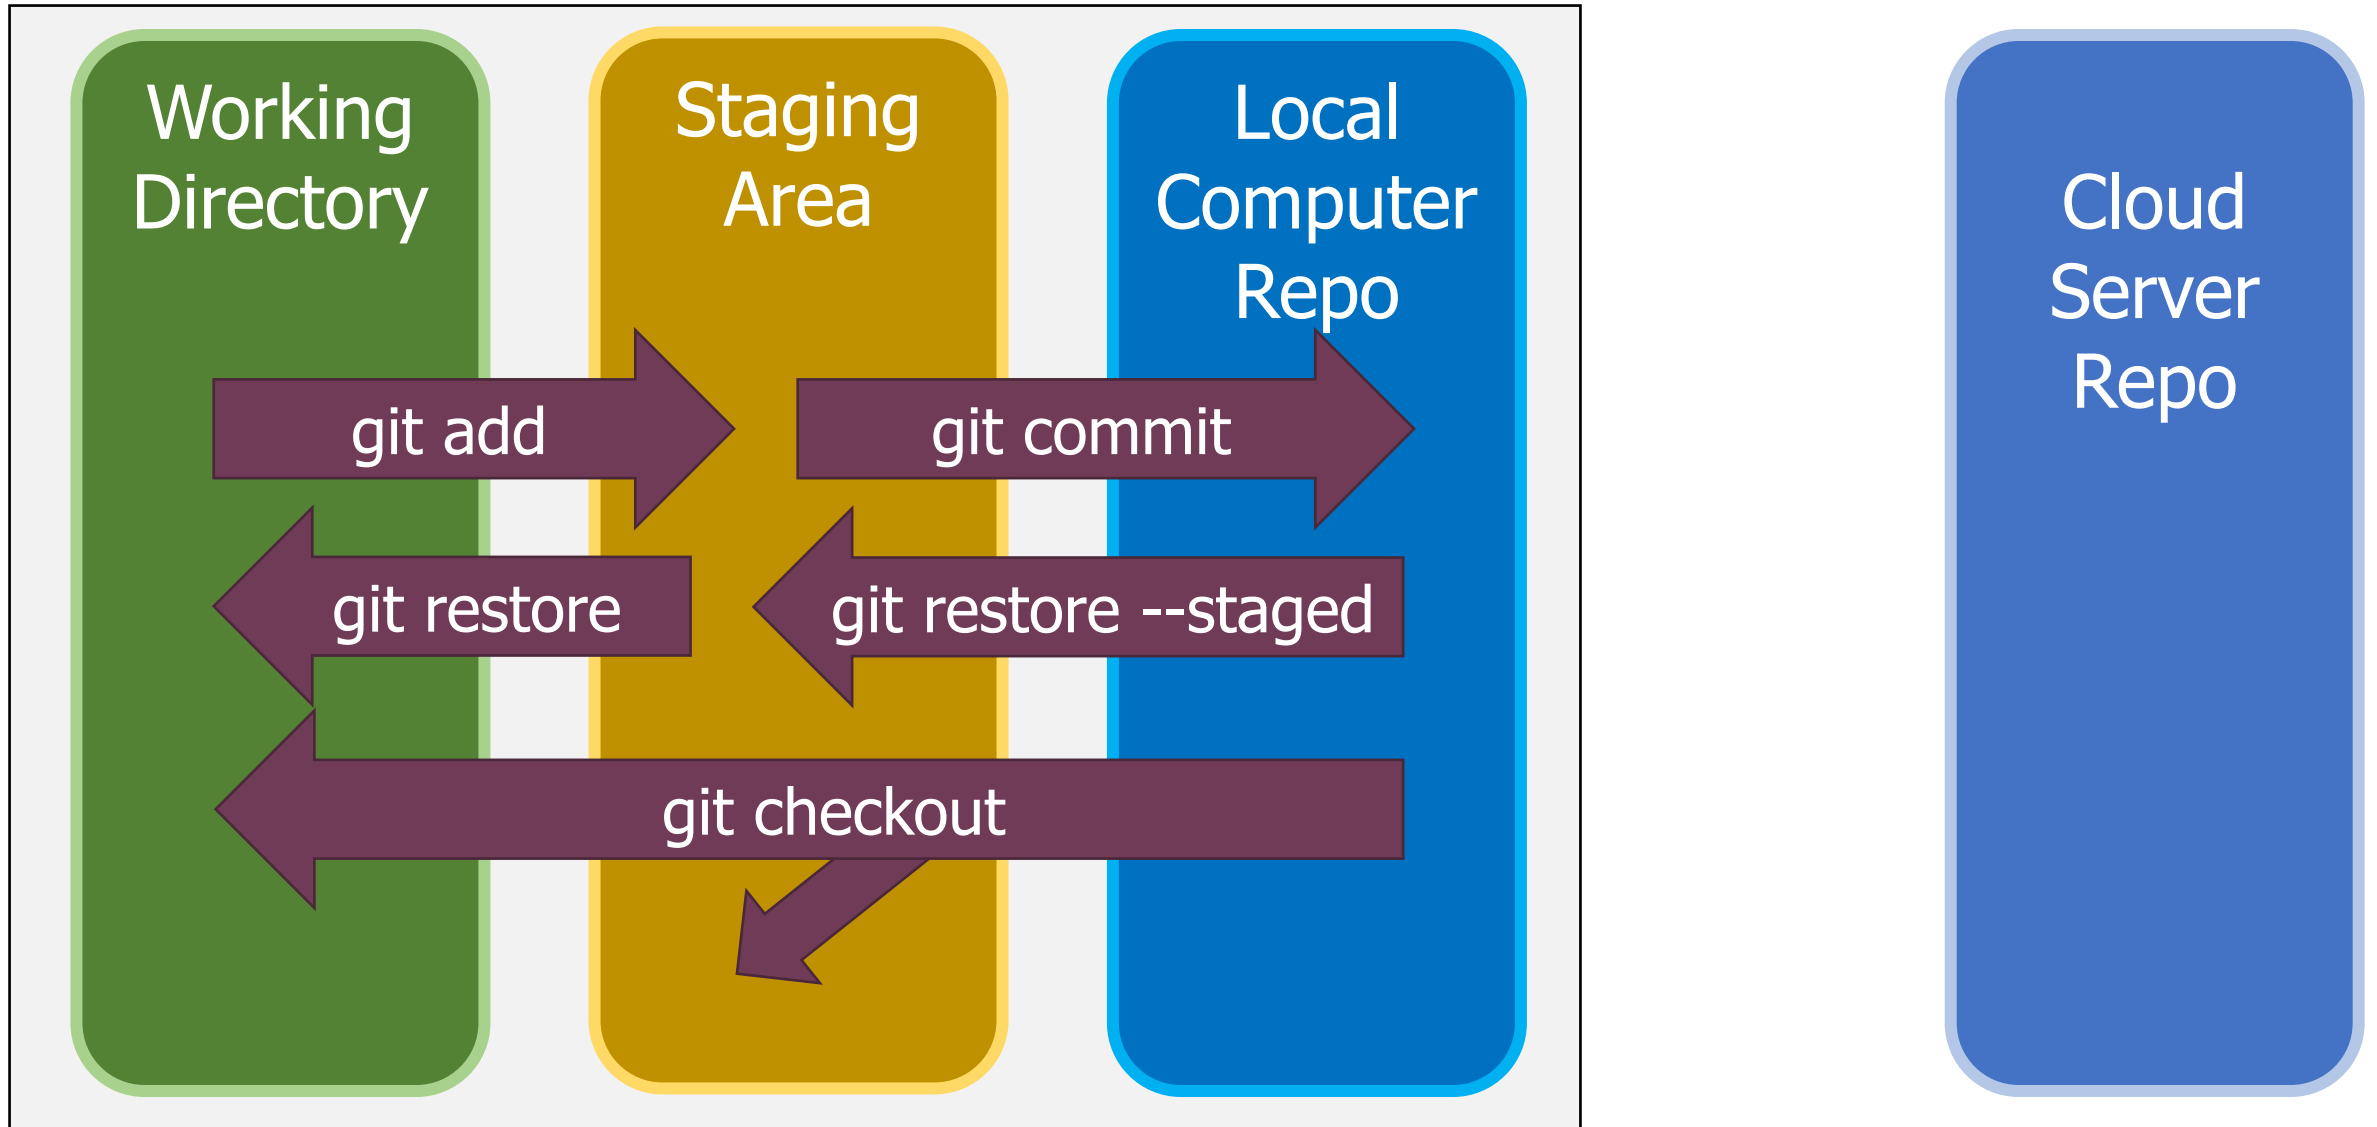 Working
Directory
Staging
Area
Local
Computer
Repo
Cloud
Server
Repo
git add
git commit
git restore
git restore --staged
git checkout